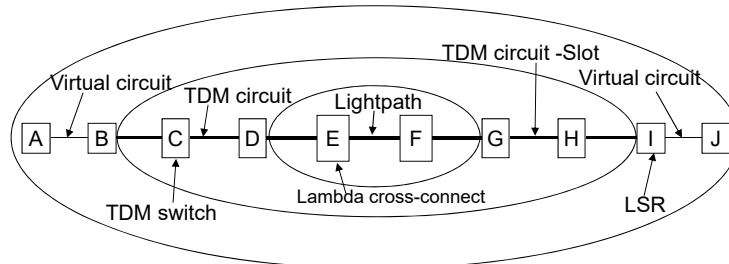 TDM circuit -Slot
Virtual circuit
Virtual circuit
TDM circuit
Lightpath
A B C D E F G H I J
Lambda cross-connect
TDM switch
LSR